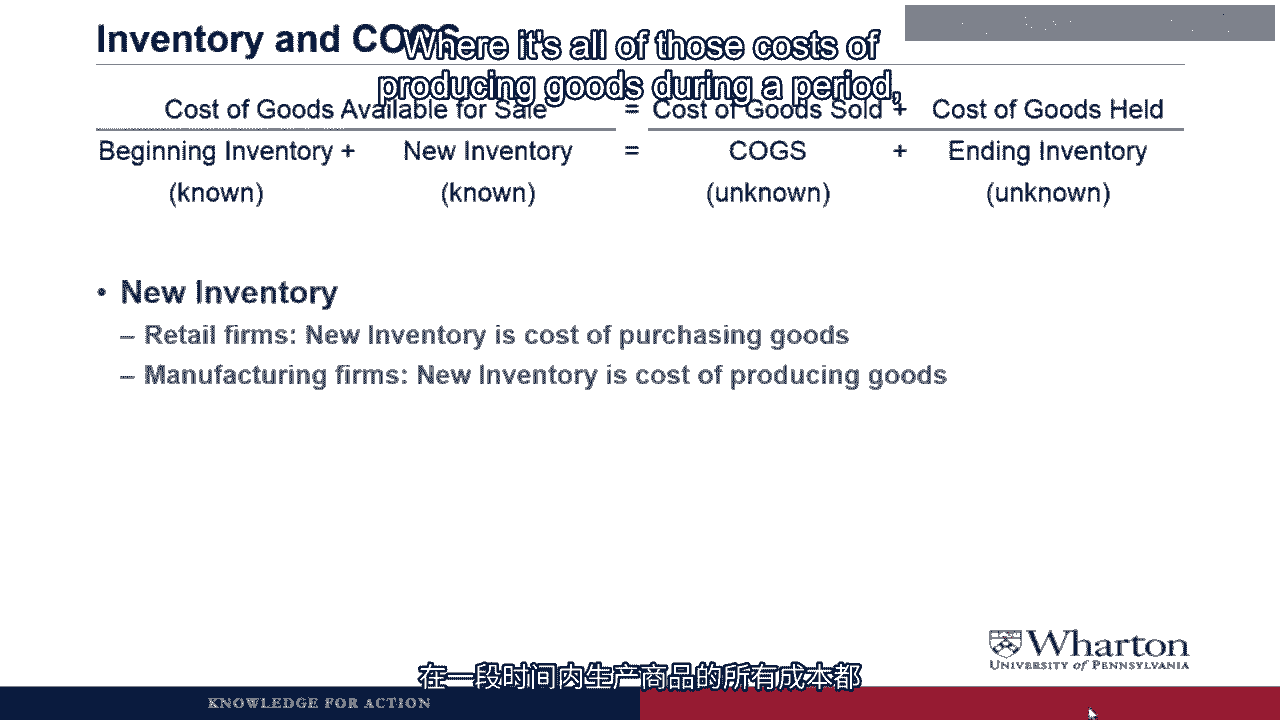 Inventory and COGS
Where it's all of those costs of
producing goods during a period,
Cost of Goods Available for Sale = Cost of Goods Sold + Cost of Goods Held
Beginning Inventory + New Inventory = COGS + Ending Inventory
(known) (known) (unknown) (unknown)
• New Inventory
– Retail firms: New Inventory is cost of purchasing goods
– Manufacturing firms: New Inventory is cost of producing goods
Wharton
UNIVERSITY of PENNSYLVANIA
在一段时间内生产商品的所有成本都
KNOWLEDGE FOR ACTION